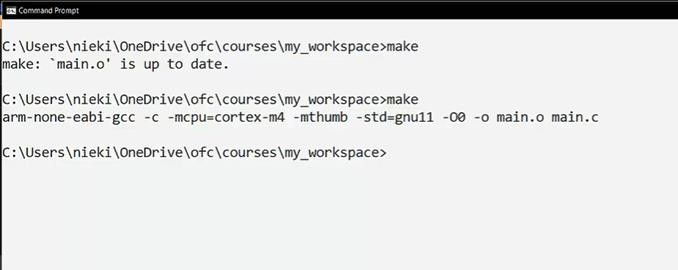 Command Prompt
C:\Users\nieki\OneDrive\ofc\courses\my_workspace>make
make: `main.o' is up to date.
C:\Users\nieki\OneDrive\ofc\courses\my_workspace>make
arm-none-eabi-gcc -c -mcpu=cortex-m4 -mthumb -std=gnu11 -O0 -o main.o main.c
C:\Users\nieki\OneDrive\ofc\courses\my_workspace>